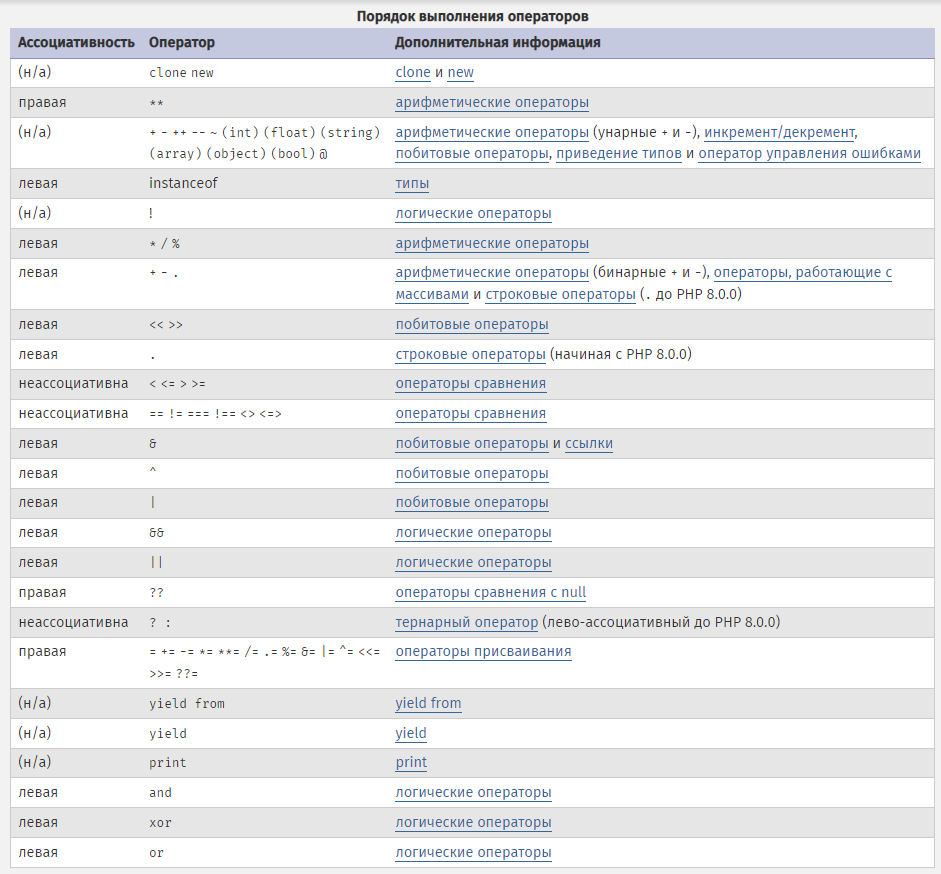 Порядок выполнения операторов
Ассоциативность Оператор Дополнительная информация
(н/а) clone new clone и new
правая ** арифметические операторы
(н/а) + - ++ -- ~ (int) (float) (string) арифметические операторы (унарные + и -), инкремент/декремент,
(array) (object) (bool) @ побитовые операторы, приведение типов и оператор управления ошибками
левая instanceof типы
(н/а) ! логические операторы
левая * / % арифметические операторы
левая + - . арифметические операторы (бинарные + и -), операторы, работающие с
массивами и строковые операторы (. до PHP 8.0.0)
левая << >> побитовые операторы
левая . строковые операторы (начиная с PHP 8.0.0)
неассоциативна < <= > >= операторы сравнения
неассоциативна == != === !== <> <=> операторы сравнения
левая & побитовые операторы и ссылки
левая ^ побитовые операторы
левая | побитовые операторы
левая && логические операторы
левая || логические операторы
правая ?? операторы сравнения с null
неассоциативна ? : тернарный оператор (лево-ассоциативный до PHP 8.0.0)
правая = += -= *= **= /= .= %= &= |= ^= <<= операторы присваивания
>>= ??=
(н/а) yield from yield from
(н/а) yield yield
(н/а) print print
левая and логические операторы
левая xor логические операторы
левая or логические операторы